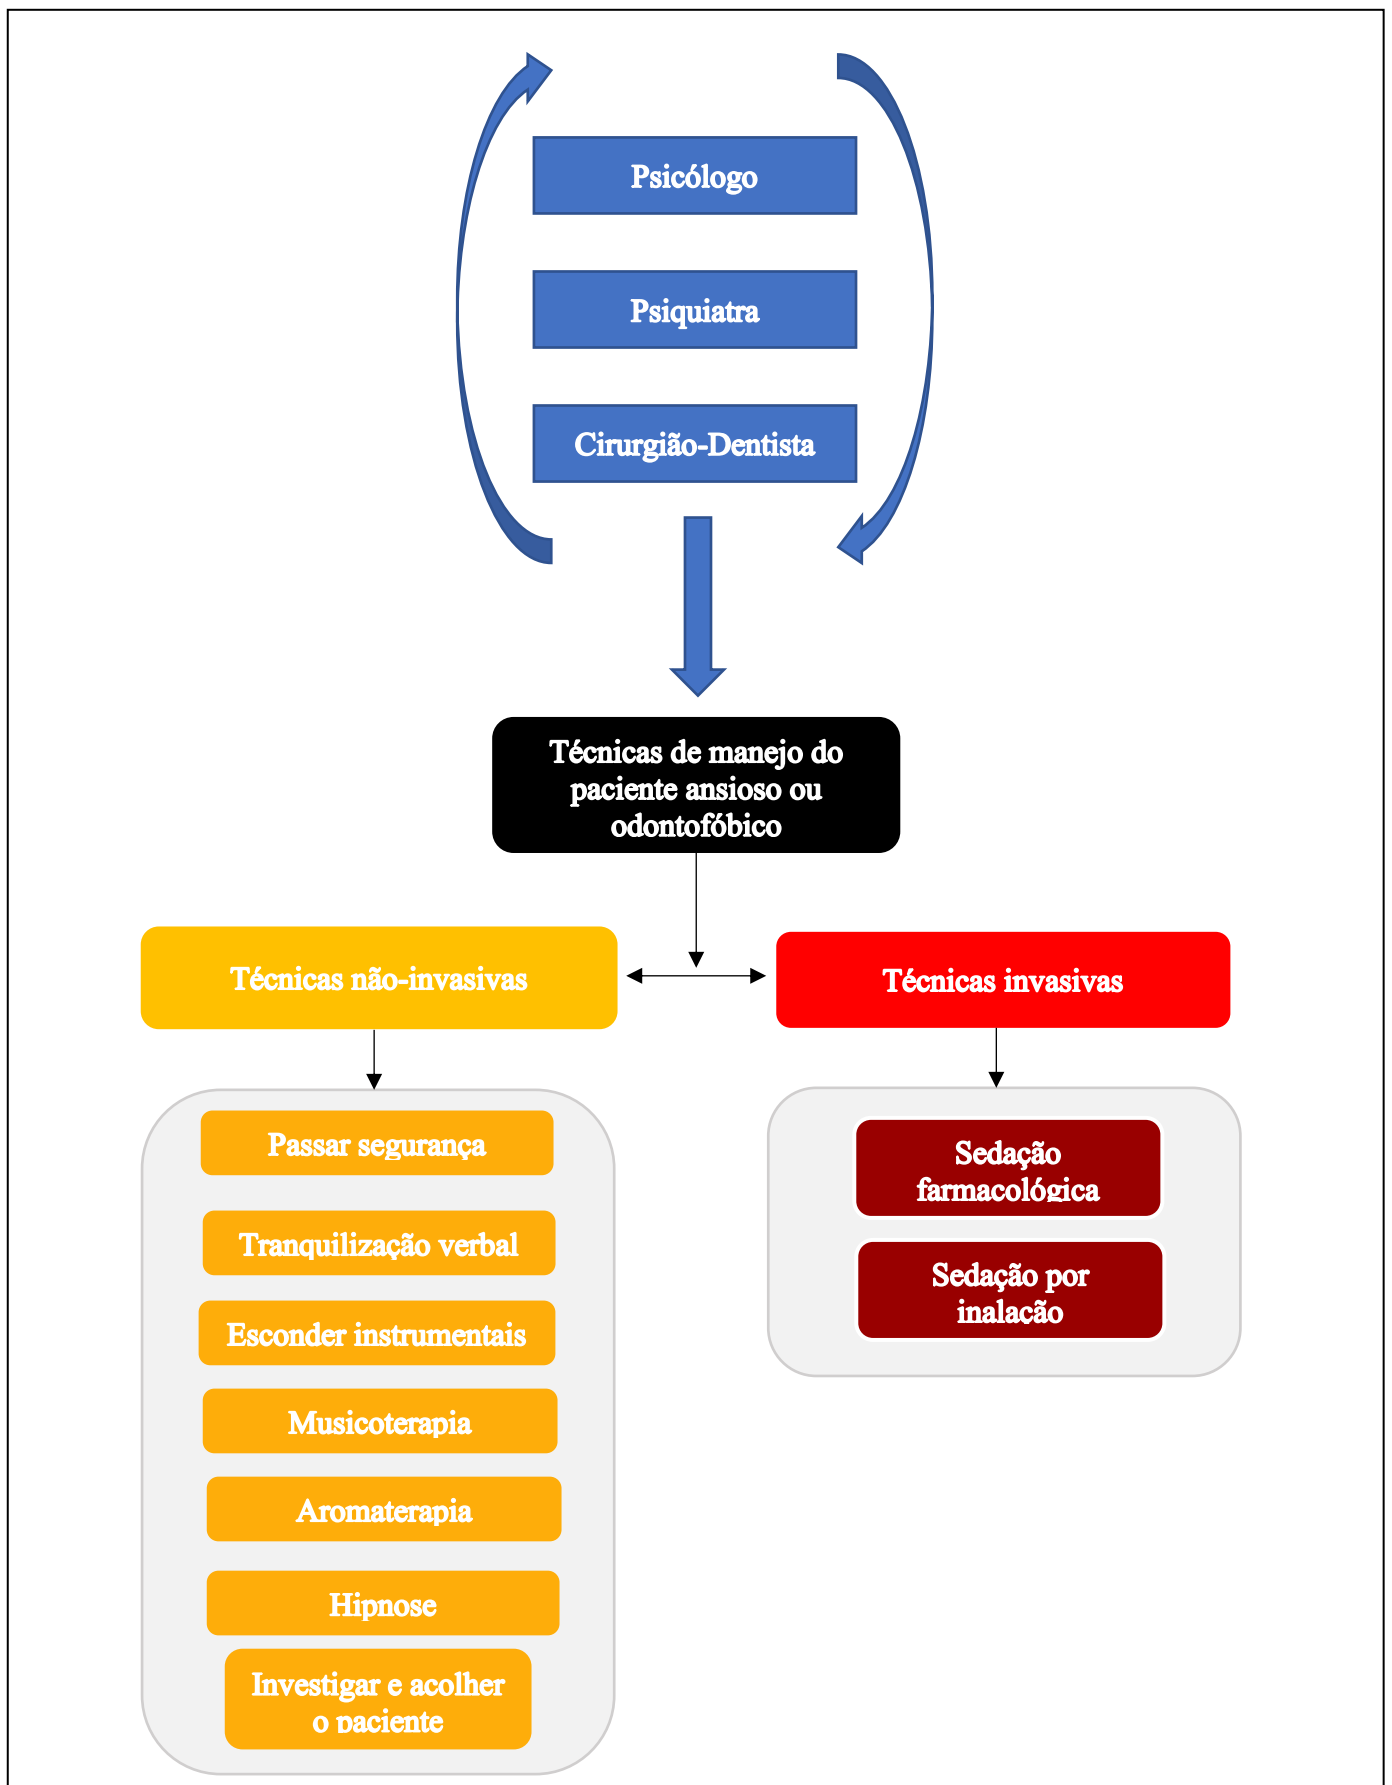 Psicólogo
Psiquiatra
Cirurgião-Dentista
Técnicas de manejo do
paciente ansioso ou
odontofóbico
Técnicas não-invasivas
Técnicas invasivas
Passar segurança
Tranquilização verbal
Esconder instrumentais
Musicoterapia
Aromaterapia
Hipnose
Investigar e acolher
o paciente
Sedação
farmacológica
Sedação por
inalação